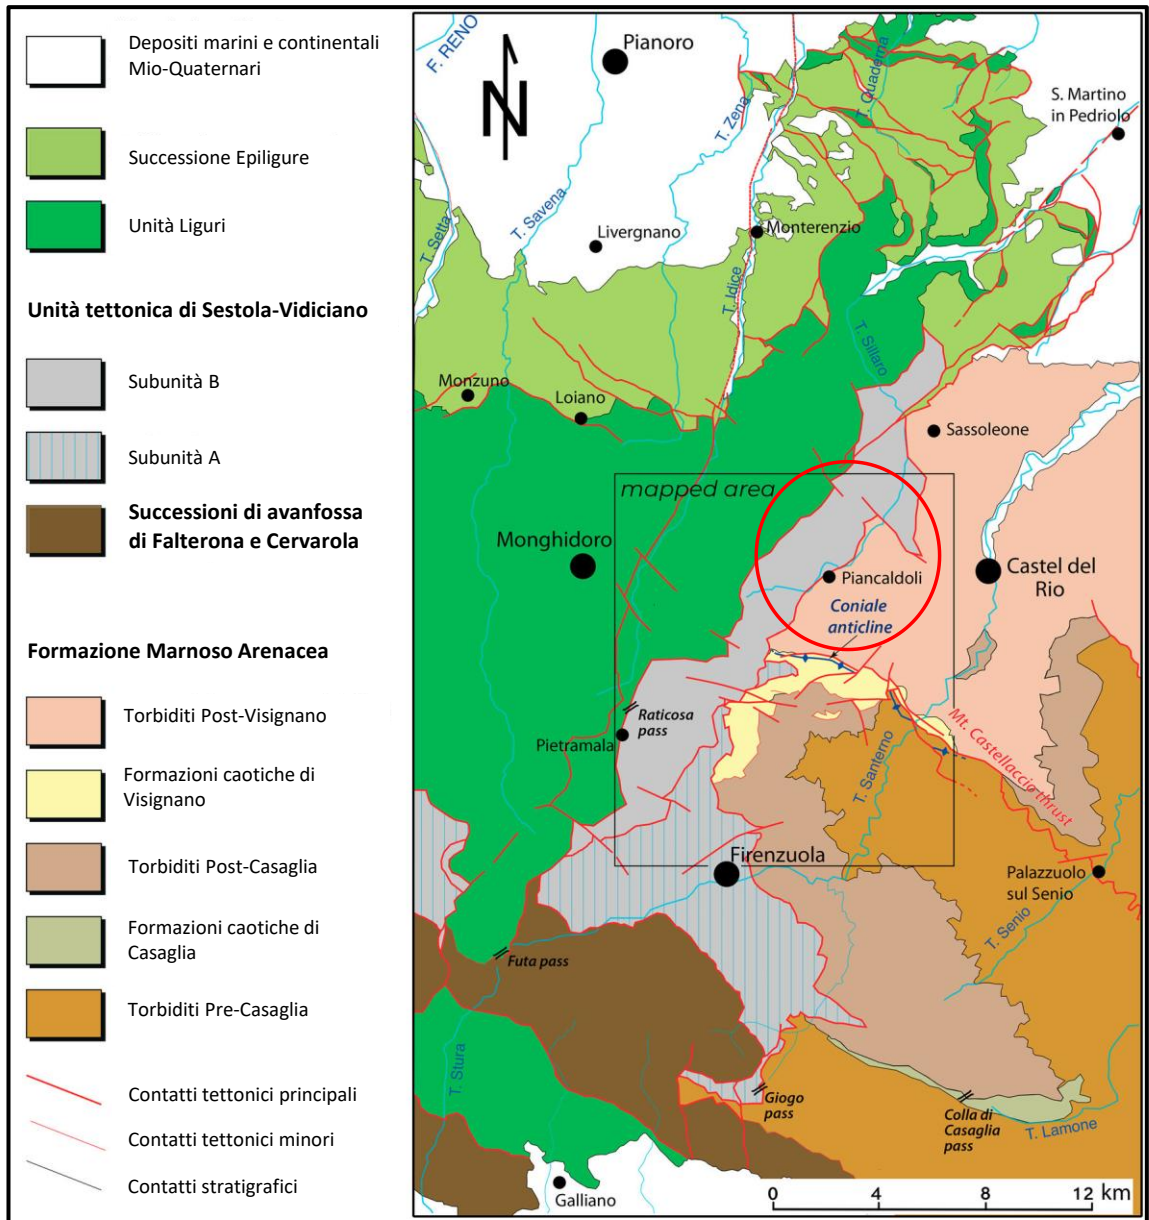 Depositi marini e continentali
Mio-Quaternari
Successione Epiligure
Unità Liguri
Unità tettonica di Sestola-Vidiciano
Subunità B
Subunità A
Successioni di avanfossa
di Falterona e Cervarola
Formazione Marnoso Arenacea
Torbiditi Post-Visignano
Formazioni caotiche di
Visignano
Torbiditi Post-Casaglia
Formazioni caotiche di
Casaglia
Torbiditi Pre-Casaglia
Contatti tettonici principali
Contatti tettonici minori
Contatti stratigrafici
F. RENO
N
Pianoro
T. Quaderna
T. Zena
S. Martino
in Pedriolo
T. Setta
T. Savena
Livergnano
Monterenzio
T. Idice
T. Sillaro
Monzuno
Loiano
Sassoleone
mapped area
Monghidoro
Piancaldoli
Castel del
Rio
Coniale
anticline
Raticosa
pass
Pietramala
Mt. Castellaccio thrust
T. Santerno
Firenzuola
Palazzuolo
sul Senio
T. Senio
Futa pass
T. Stura
Giogo
pass
Colla di
Casaglia
pass
T. Lamone
Galliano
0 4 8 12 km